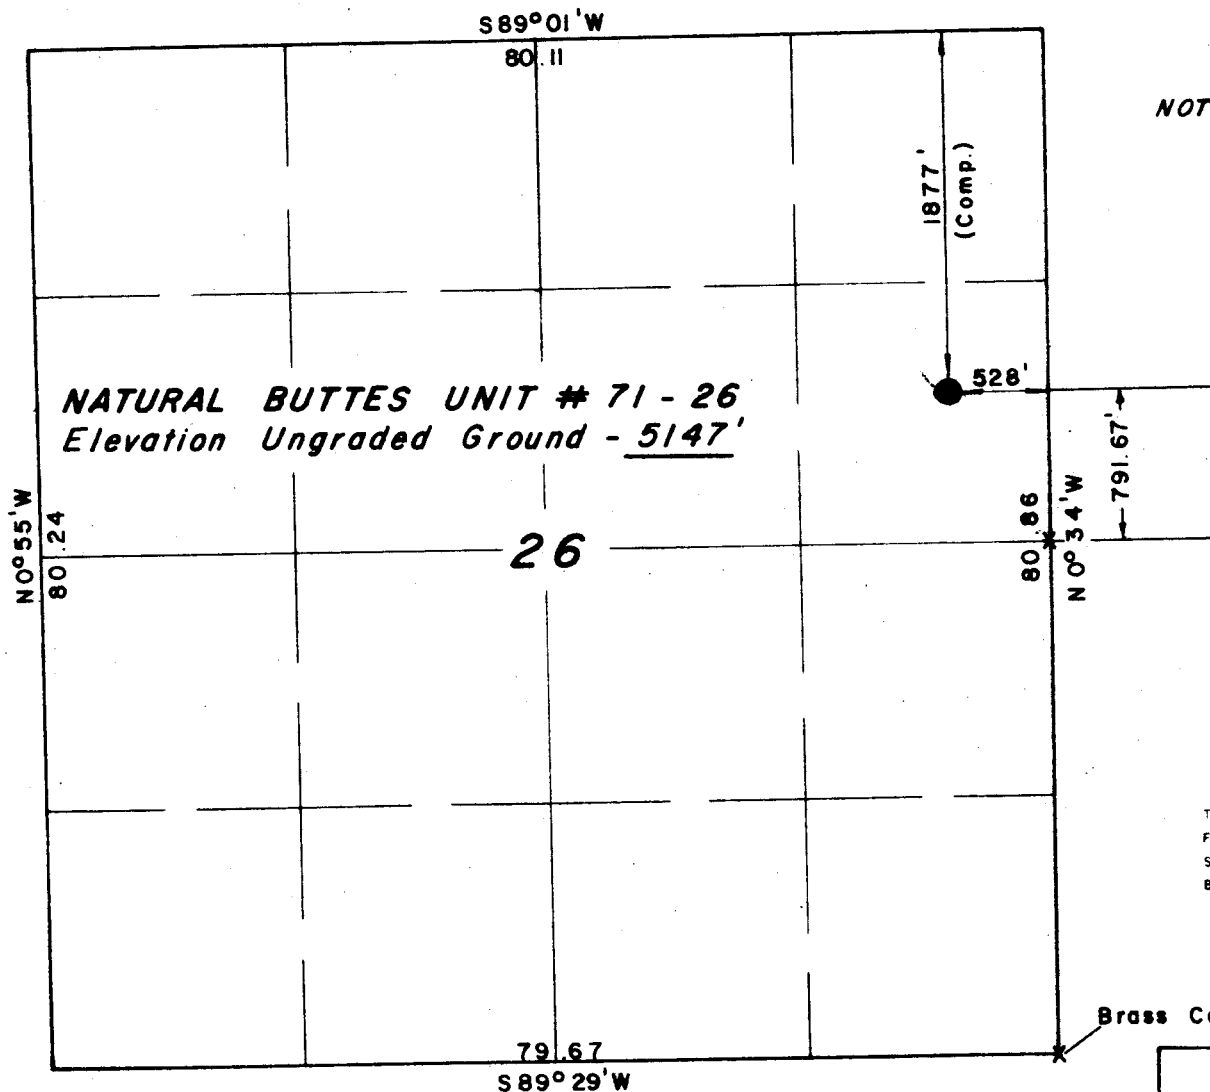 S89°01'W
80.11
NOT
1877'
(Comp.)
528'
NATURAL BUTTES UNIT # 71 - 26
Elevation Ungraded Ground - 5147'
791.67'
N0°55'W
80.24
26
80.86
N0°34'W
T
F
S
B
Brass Ca
79.67
S89°29'W